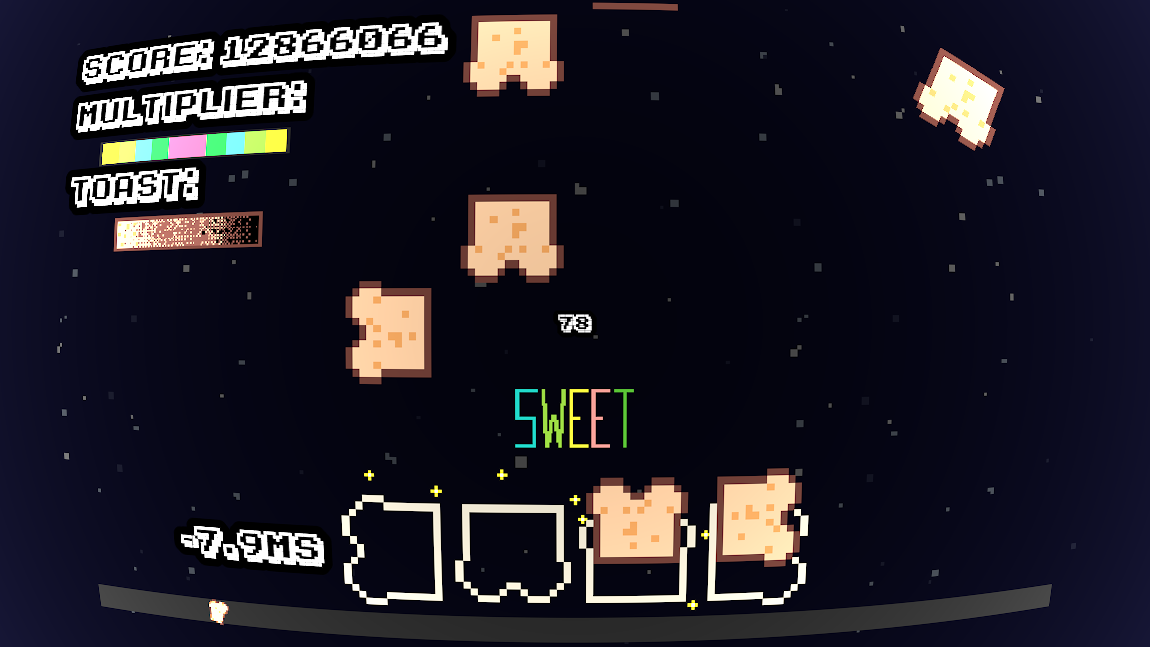 SCORE: 12866066
MULTIPLIER:
TOAST:
78
SWEET
-7.9MS